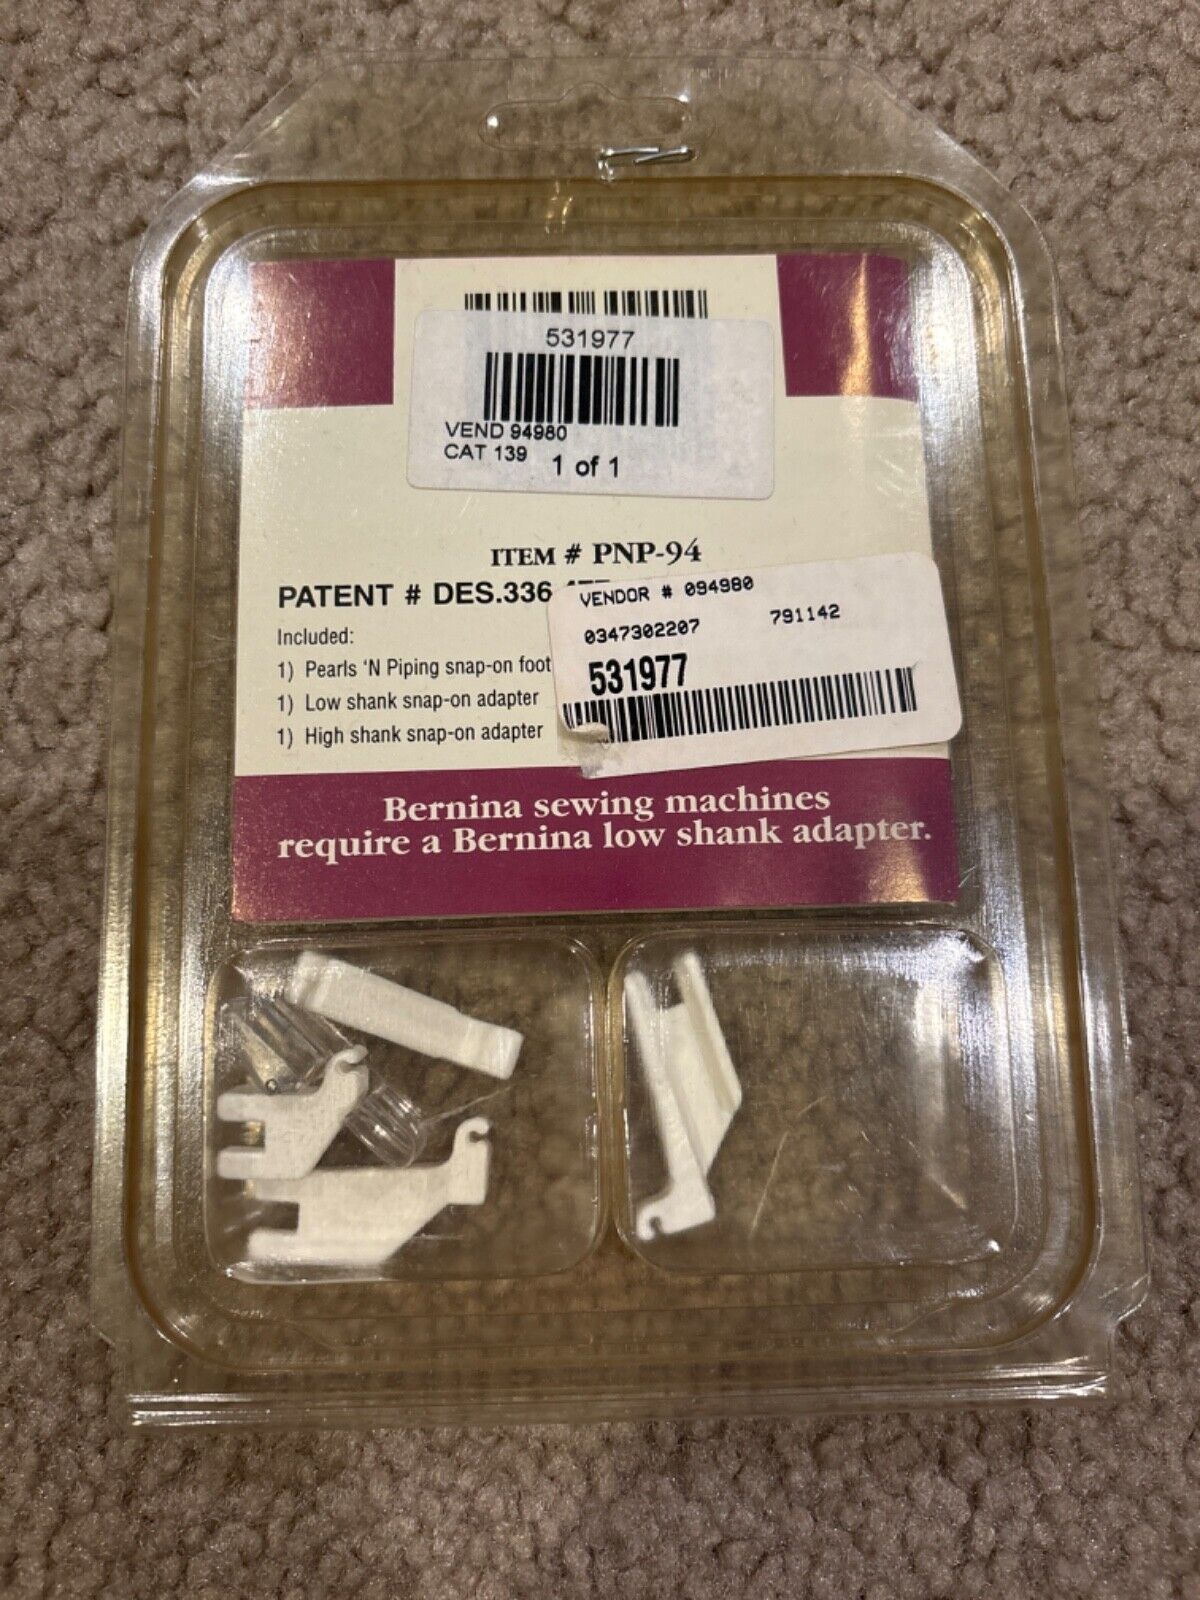 531977
VEND 94980
CAT 139
1 of 1
ITEM # PNP-94
PATENT # DES.336
VENDOR # 094980
0347302207 791142
531977
Included:
1) Pearls 'N Piping snap-on foot
1) Low shank snap-on adapter
1) High shank snap-on adapter
Bernina sewing machines
require a Bernina low shank adapter.